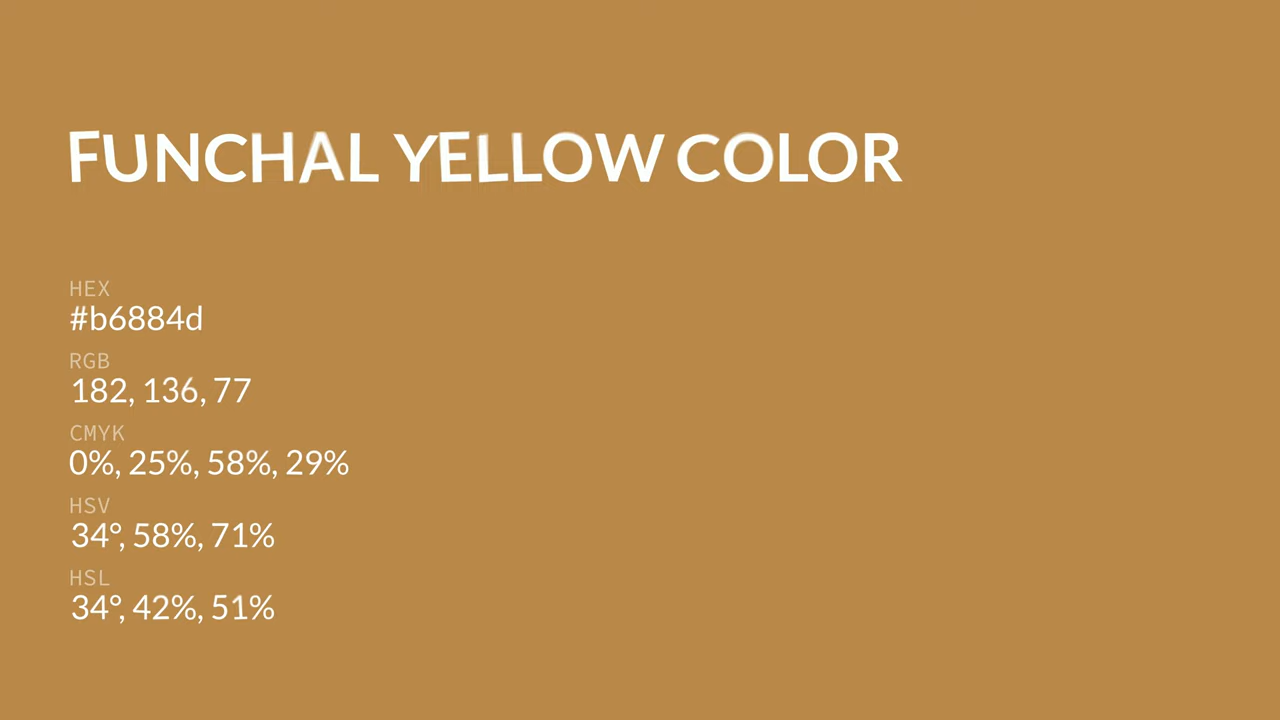 FUNCHAL YELLOW COLOR
HEX
#b6884d
RGB
182, 136, 77
CMYK
0%, 25%, 58%, 29%
HSV
34°, 58%, 71%
HSL
34°, 42%, 51%